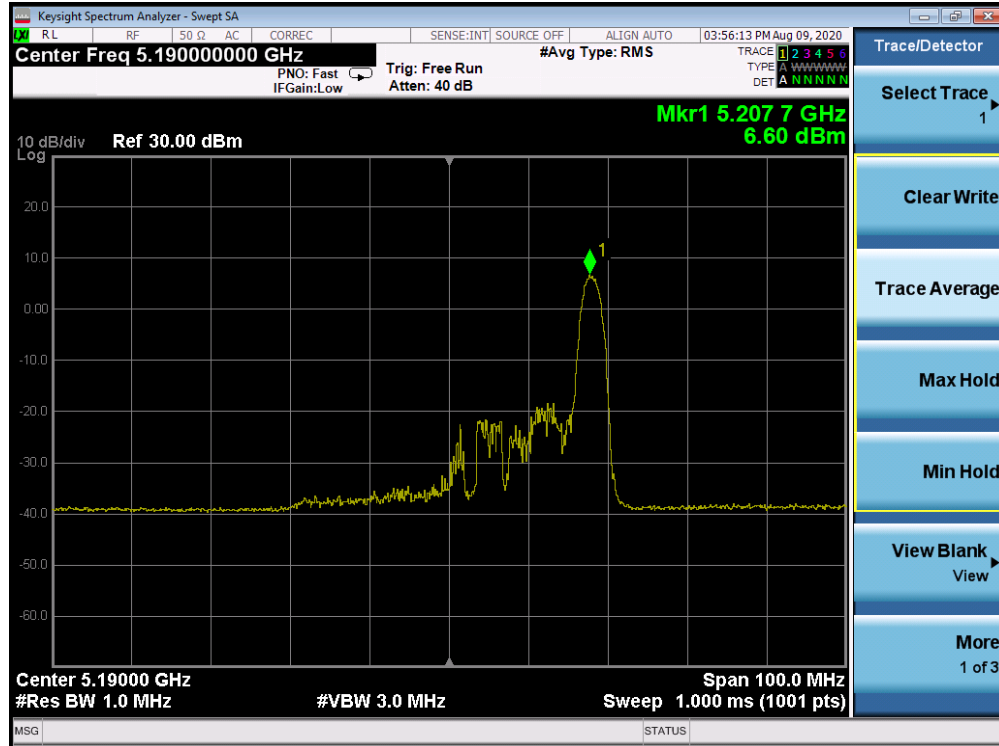 Keysight Spectrum Analyzer - Swept SA
LXI RL RF 50 Ω AC CORREC SENSE:INT SOURCE OFF ALIGN AUTO 03:56:13 PM Aug 09, 2020
Center Freq 5.190000000 GHz
#Avg Type: RMS
TRACE 1 2 3 4 5 6
PNO: Fast
Trig: Free Run
TYPE A WWWWW
IFGain:Low
Atten: 40 dB
DET A N N N N N
Mkr1 5.207 7 GHz
6.60 dBm
10 dB/div Ref 30.00 dBm
Log
20.0
10.0
0.00
-10.0
-20.0
-30.0
-40.0
-50.0
-60.0
1
Center 5.19000 GHz
Span 100.0 MHz
#Res BW 1.0 MHz
#VBW 3.0 MHz
Sweep 1.000 ms (1001 pts)
MSG
STATUS
Trace/Detector
Select Trace
1
Clear Write
Trace Average
Max Hold
Min Hold
View Blank
View
More
1 of 3